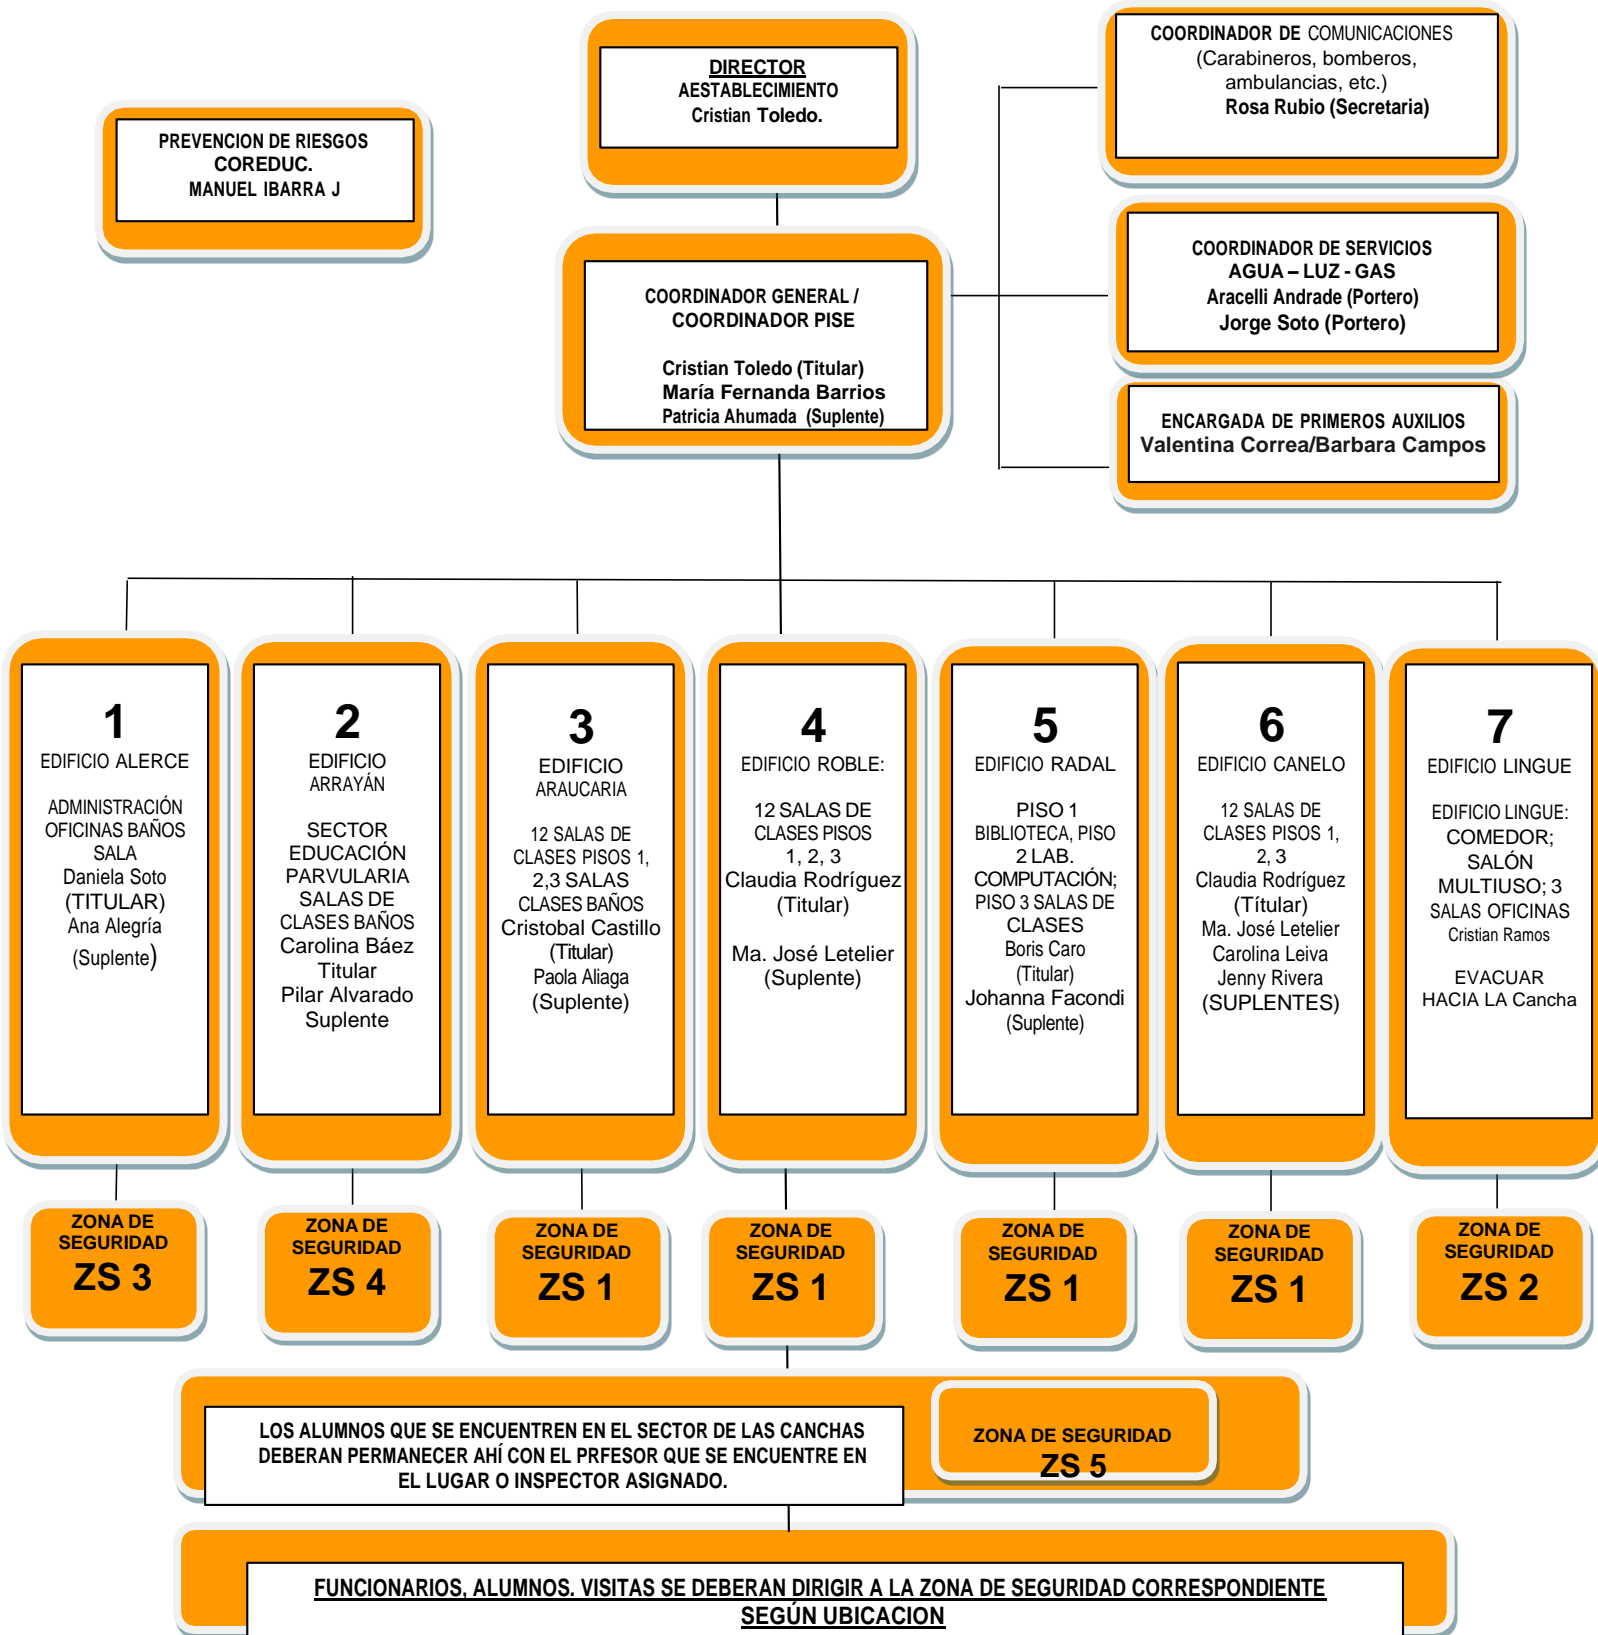 DIRECTOR
AESTABLECIMIENTO
Cristian Toledo.
COORDINADOR DE COMUNICACIONES
(Carabineros, bomberos,
ambulancias, etc.)
Rosa Rubio (Secretaria)
PREVENCION DE RIESGOS
COREDUC.
MANUEL IBARRA J
COORDINADOR DE SERVICIOS
AGUA – LUZ - GAS
Aracelli Andrade (Portero)
Jorge Soto (Portero)
COORDINADOR GENERAL /
COORDINADOR PISE
Cristian Toledo (Titular)
María Fernanda Barrios
Patricia Ahumada (Suplente)
ENCARGADA DE PRIMEROS AUXILIOS
Valentina Correa/Barbara Campos
1
EDIFICIO ALERCE
ADMINISTRACIÓN
OFICINAS BAÑOS
SALA
Daniela Soto
(TITULAR)
Ana Alegría
(Suplente)
2
EDIFICIO
ARRAYÁN
SECTOR
EDUCACIÓN
PARVULARIA
SALAS DE
CLASES BAÑOS
Carolina Báez
Titular
Pilar Alvarado
Suplente
3
EDIFICIO
ARAUCARIA
12 SALAS DE
CLASES PISOS 1,
2,3 SALAS
CLASES BAÑOS
Cristobal Castillo
(Titular)
Paola Aliaga
(Suplente)
4
EDIFICIO ROBLE:
12 SALAS DE
CLASES PISOS
1, 2, 3
Claudia Rodríguez
(Titular)
Ma. José Letelier
(Suplente)
5
EDIFICIO RADAL
PISO 1
BIBLIOTECA, PISO
2 LAB.
COMPUTACIÓN;
PISO 3 SALAS DE
CLASES
Boris Caro
(Titular)
Johanna Facondi
(Suplente)
6
EDIFICIO CANELO
12 SALAS DE
CLASES PISOS 1,
2, 3
Claudia Rodríguez
(Títular)
Ma. José Letelier
Carolina Leiva
Jenny Rivera
(SUPLENTES)
7
EDIFICIO LINGUE
EDIFICIO LINGUE:
COMEDOR;
SALÓN
MULTIUSO; 3
SALAS OFICINAS
Cristian Ramos
EVACUAR
HACIA LA Cancha
ZONA DE
SEGURIDAD
ZS 3
ZONA DE
SEGURIDAD
ZS 4
ZONA DE
SEGURIDAD
ZS 1
ZONA DE
SEGURIDAD
ZS 1
ZONA DE
SEGURIDAD
ZS 1
ZONA DE
SEGURIDAD
ZS 1
ZONA DE
SEGURIDAD
ZS 2
LOS ALUMNOS QUE SE ENCUENTREN EN EL SECTOR DE LAS CANCHAS
DEBERAN PERMANECER AHÍ CON EL PRFESOR QUE SE ENCUENTRE EN
EL LUGAR O INSPECTOR ASIGNADO.
ZONA DE SEGURIDAD
ZS 5
FUNCIONARIOS, ALUMNOS. VISITAS SE DEBERAN DIRIGIR A LA ZONA DE SEGURIDAD CORRESPONDIENTE
SEGÚN UBICACION